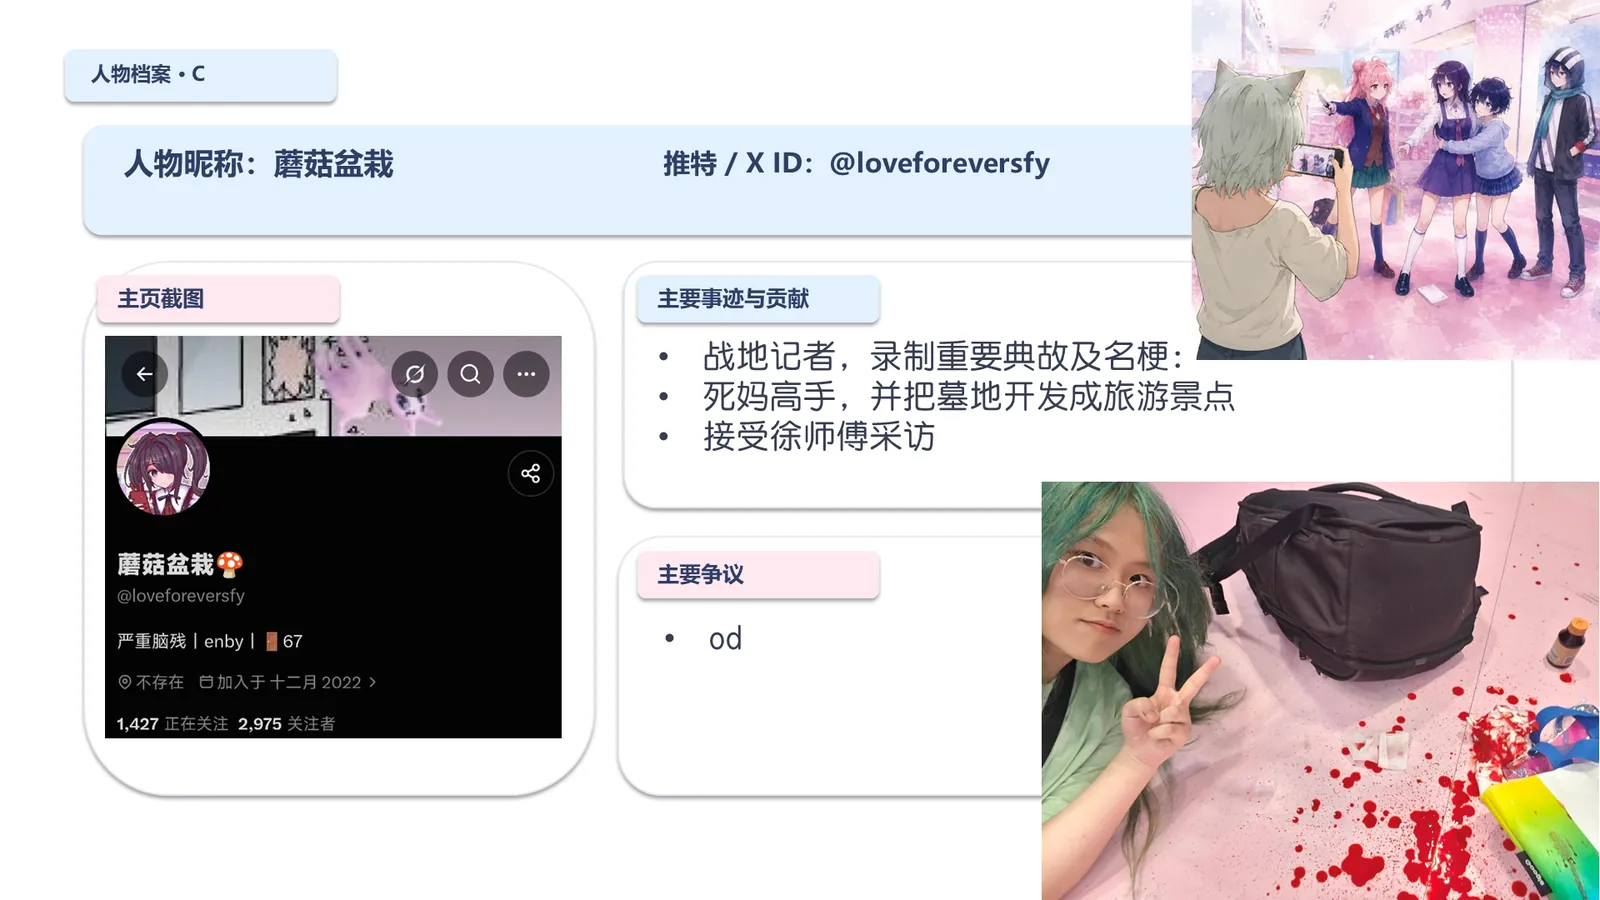 人物档案·C
人物昵称：蘑菇盆栽
推特 / X ID：@loveforeversfy
主页截图
蘑菇盆栽🍄
@loveforeversfy
严重脑残 | enby | 🚪67
不存在 加入于 十二月 2022 >
1,427 正在关注 2,975 关注者
主要事迹与贡献
• 战地记者，录制重要典故及名梗：
• 死妈高手，并把墓地开发成旅游景点
• 接受徐师傅采访
主要争议
• od